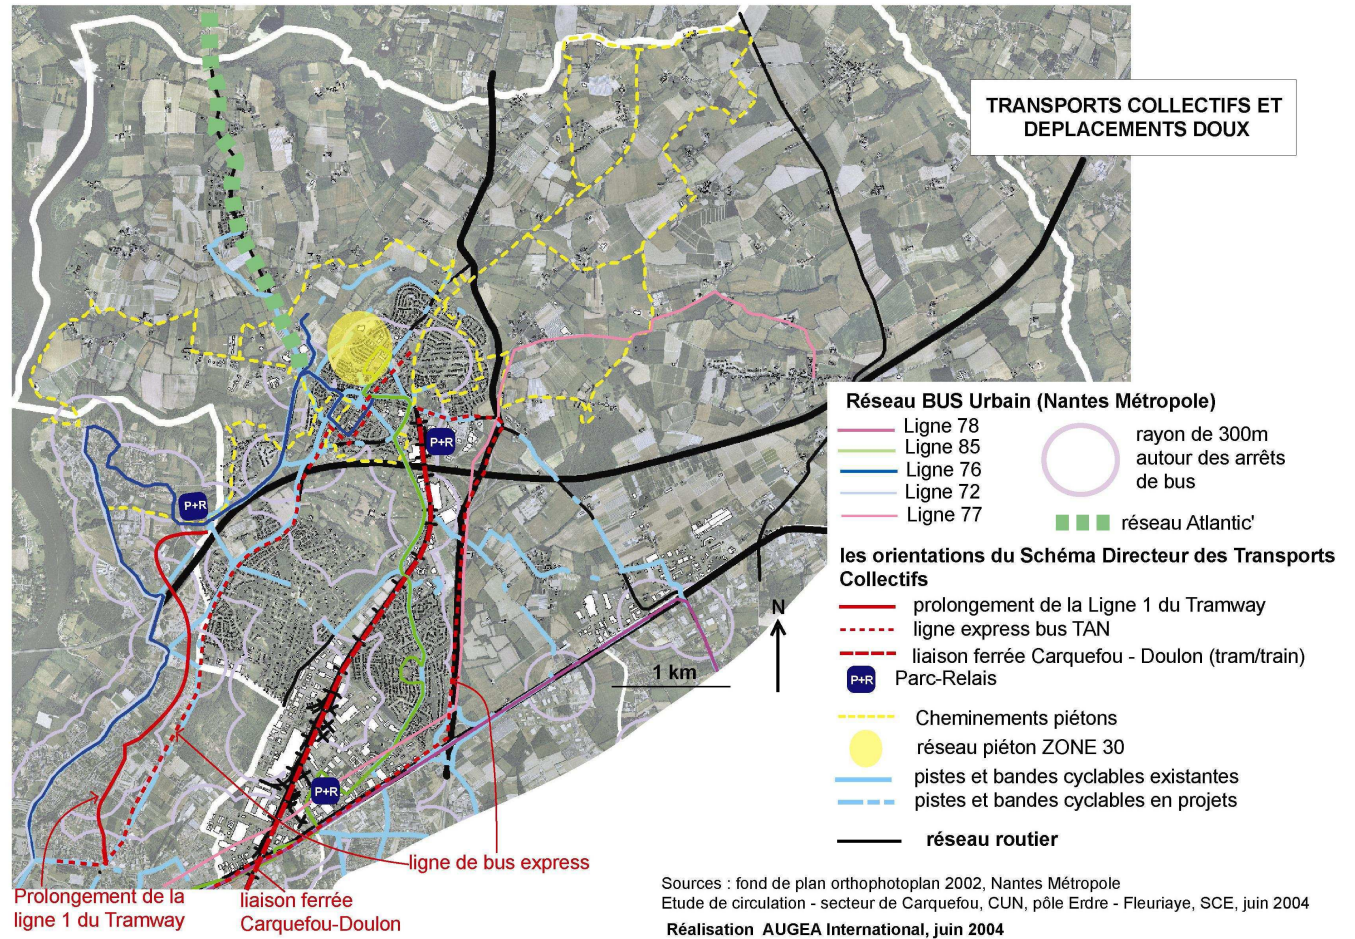 TRANSPORTS COLLECTIFS ET
DEPLACEMENTS DOUX
P+R
P+R
P+R
Réseau BUS Urbain (Nantes Métropole)
Ligne 78
Ligne 85
Ligne 76
Ligne 72
Ligne 77
rayon de 300m
autour des arrêts
de bus
réseau Atlantic'
les orientations du Schéma Directeur des Transports
Collectifs
prolongement de la Ligne 1 du Tramway
ligne express bus TAN
liaison ferrée Carquefou - Doulon (tram/train)
P+R Parc-Relais
Cheminements piétons
réseau piéton ZONE 30
pistes et bandes cyclables existantes
pistes et bandes cyclables en projets
réseau routier
N
1 km
ligne de bus express
Prolongement de la
ligne 1 du Tramway
liaison ferrée
Carquefou-Doulon
Sources : fond de plan orthophotoplan 2002, Nantes Métropole
Etude de circulation - secteur de Carquefou, CUN, pôle Erdre - Fleuriaye, SCE, juin 2004
Réalisation AUGEA International, juin 2004